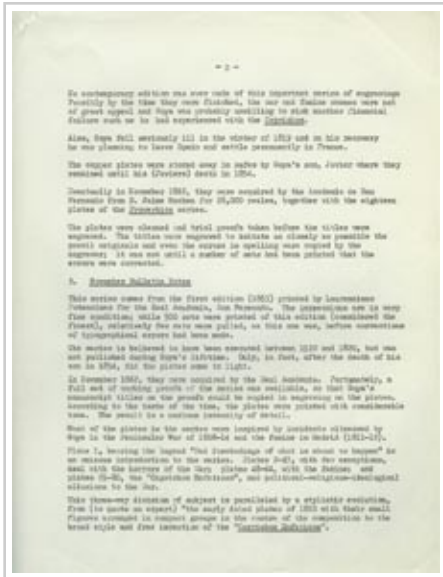 - 2 -
No contemporary edition was ever made of this important series of engravings
Possibly by the time they were finished, the war and famine scenes were not
of great appeal and Goya was probably unwilling to risk another financial
failure such as he had experienced with the Caprichos.
Also, Goya fell seriously ill in the winter of 1819 and on his recovery
he was planning to leave Spain and settle permanently in France.
The copper plates were stored away in safes by Goya's son, Javier where they
remained until his (Javiers) death in 1854.
Eventually in November 1862, they were acquired by the Academia de San
Fernando from D. Jaime Machen for 28,000 reales, together with the eighteen
plates of the Proverbios series.
The plates were cleaned and trial proofs taken before the titles were
engraved. The titles were engraved to imitate as closely as possible the
pencil originals and even the errors in spelling were copied by the
engraver; it was not until a number of sets had been printed that the
errors were corrected.
Bulletin Notes
This series comes from the first edition (1863) printed by Laurenciano
Potenciano for the Real Academia, San Fernando. The impressions are in very
fine condition; while 500 sets were printed of this edition (considered the
finest), relatively few sets were pulled, as this one was, before corrections
of typographical errors had been made.
The series is believed to have been executed between 1810 and 1820, but was
not published during Goya's lifetime. Only, in fact, after the death of his
son in 1854, did the plates come to light.
In November 1862, they were acquired by the Real Academia. Fortunately, a
full set of working proofs of the series was available, so that Goya's
manuscript titles on the proofs could be copied in engraving on the plates.
According to the taste of the time, the plates were printed with considerable
tone. The result is a curious intensity of detail.
Most of the plates in the series were inspired by incidents witnessed by
Goya in the Peninsular War of 1808-14 and the famine in Madrid (1811-12).
Plate 1, bearing the legend "Sad forebodings of what is about to happen" is
an ominous introduction to the series. Plates 2-47, with few exceptions,
deal with the horrors of the War; plates 48-64, with the Famine; and
plates 65-80, the "Caprichos Enfaticos", and political-religious-ideological
allusions to the War.
This three-way division of subject is paralleled by a stylistic evolution,
from (to quote an expert) "the early dated plates of 1810 with their small
figures arranged in compact groups in the centre of the composition to the
broad style and free invention of the "Caprichos Enfaticos".